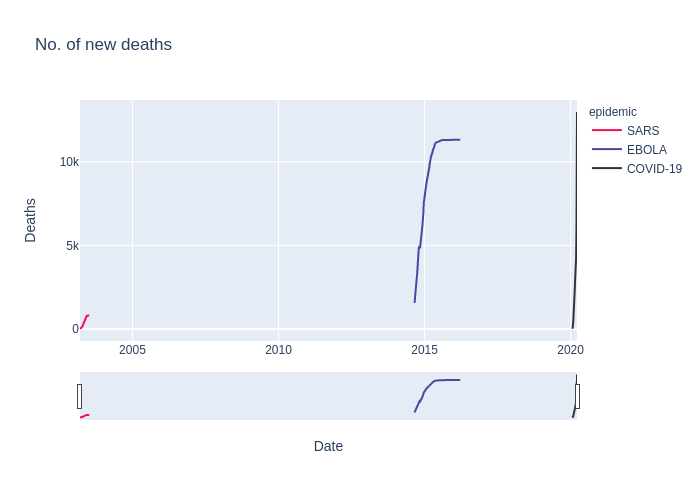 No. of new deaths
epidemic
SARS
EBOLA
COVID-19
Deaths
10k
5k
0
2005
2010
2015
2020
Date